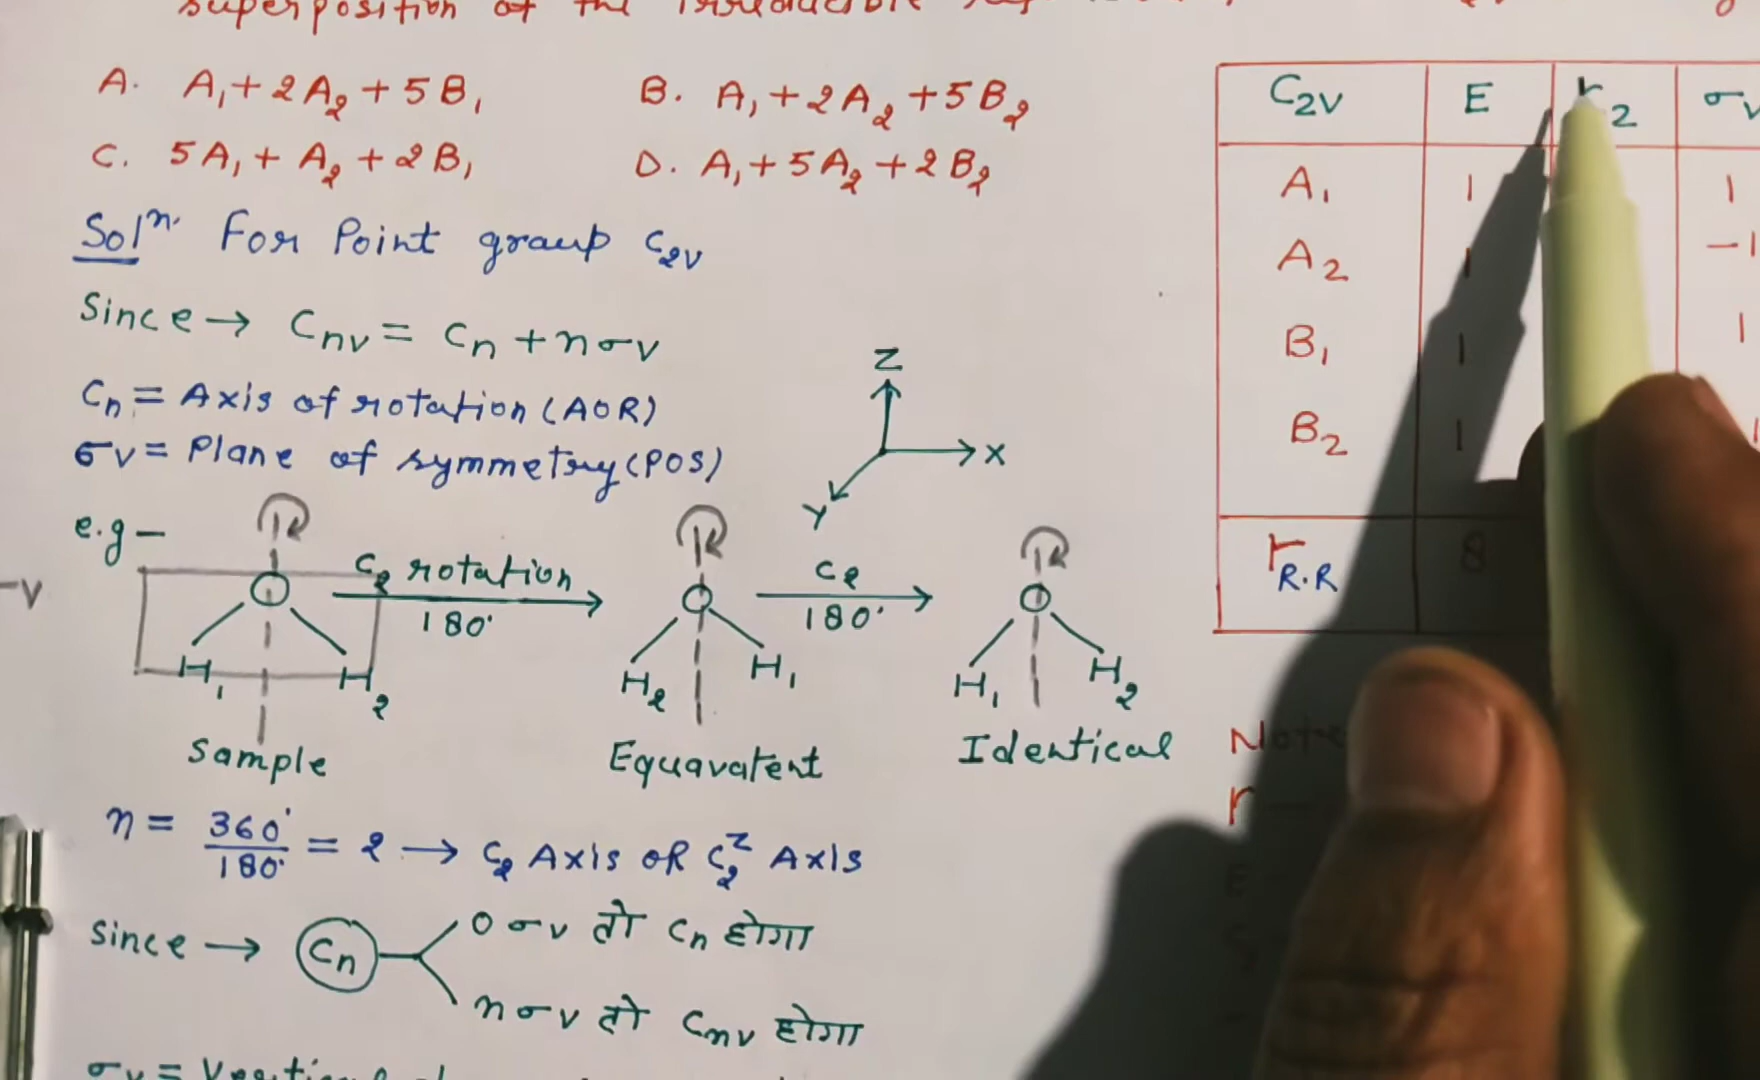 superposition of the
A. A₁ + 2A₂ + 5B₁
B. A₁ + 2A₂ + 5B₂
C. 5A₁ + A₂ + 2B₁
D. A₁ + 5A₂ + 2B₂
Solⁿ. For Point group C₂v
Since → Cnv = Cn + nσv
Cn = Axis of rotation (AOR)
σv = Plane of symmetry (POS)
Z
X
Y
e.g –
C₂ rotation
180°
C₂
180°
O
H₁
H₂
O
H₂
H₁
O
H₁
H₂
Sample
Equavatent
Identical
n = 360°/180° = 2 → C₂ Axis OR C₂ᶻ Axis
Since → Cn
0 σv तो Cn होगा
n σv तो Cnv होगा
σv =
C₂v E 2 σv
A₁ 1 1
A₂ 1 -1
B₁ 1 1
B₂ 1
Γ R.R 8
Note
Γ
-v